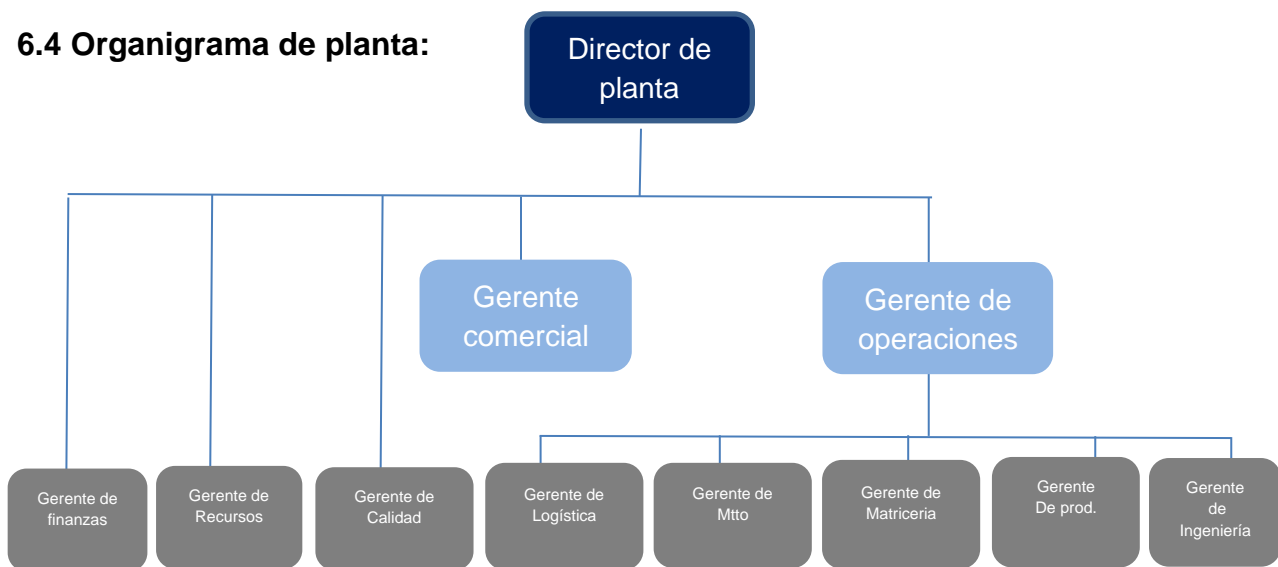 6.4 Organigrama de planta:
Director de
planta
Gerente
comercial
Gerente de
operaciones
Gerente de
finanzas
Gerente de
Recursos
Gerente de
Calidad
Gerente de
Logística
Gerente de
Mtto
Gerente de
Matriceria
Gerente
De prod.
Gerente
de
Ingeniería